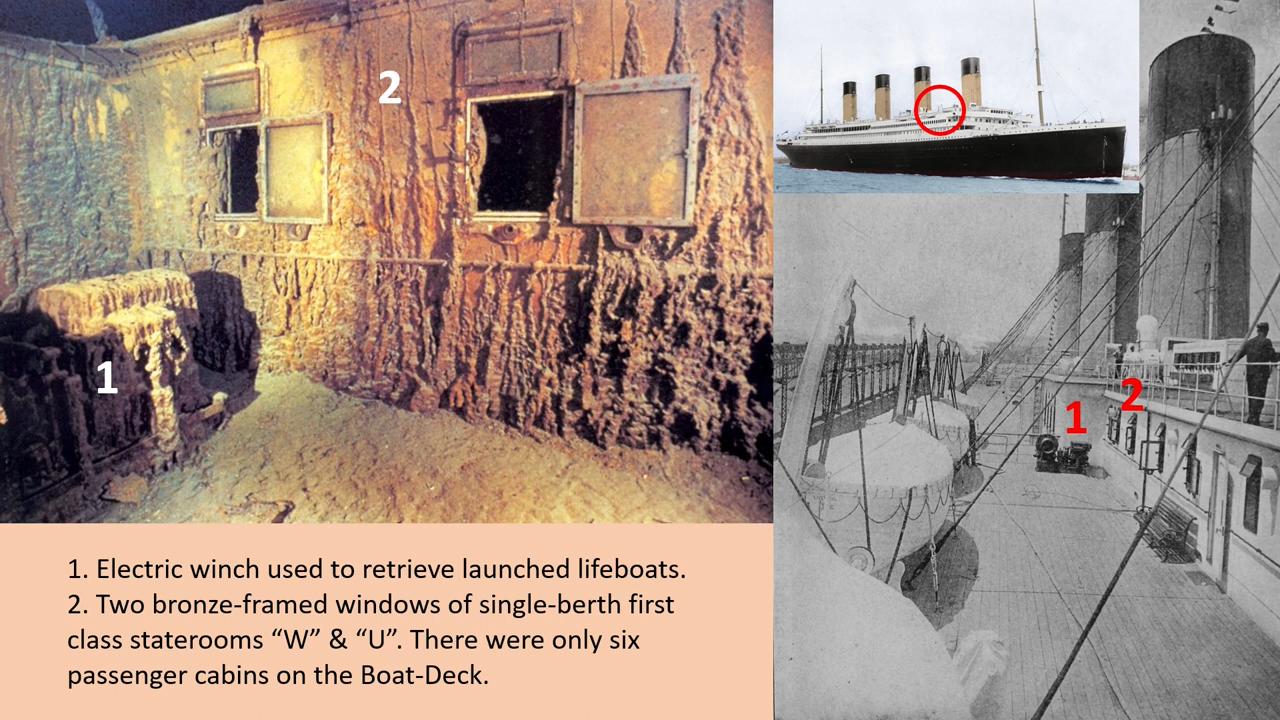 2
1
1
2
1. Electric winch used to retrieve launched lifeboats.
2. Two bronze-framed windows of single-berth first
class staterooms “W” & “U”. There were only six
passenger cabins on the Boat-Deck.